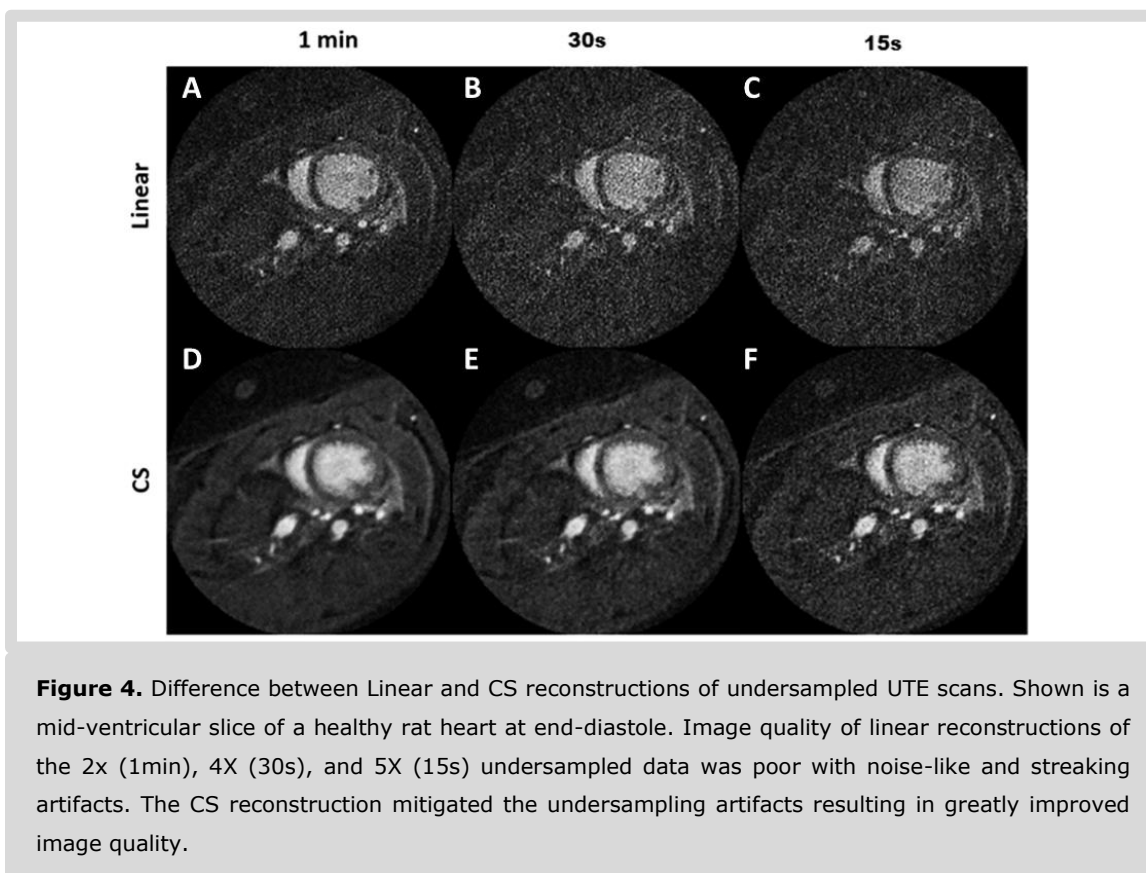 1 min 30s 15s
Linear
A B C
CS
D E F
Figure 4. Difference between Linear and CS reconstructions of undersampled UTE scans. Shown is a
mid-ventricular slice of a healthy rat heart at end-diastole. Image quality of linear reconstructions of
the 2x (1min), 4X (30s), and 5X (15s) undersampled data was poor with noise-like and streaking
artifacts. The CS reconstruction mitigated the undersampling artifacts resulting in greatly improved
image quality.